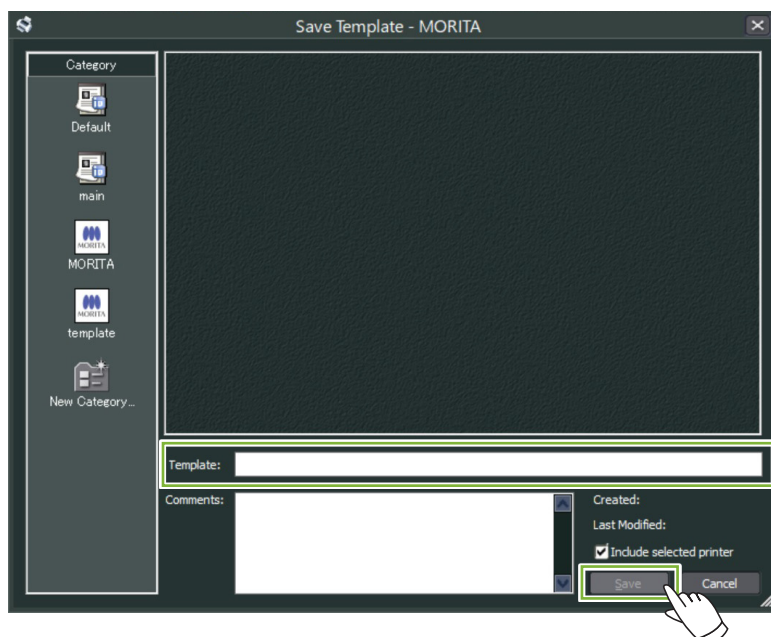 Save Template - MORITA
Category
Default
main
MORITA
MORITA
MORITA
template
New Category...
Template:
Comments:
Created:
Last Modified:
Include selected printer
Save
Cancel